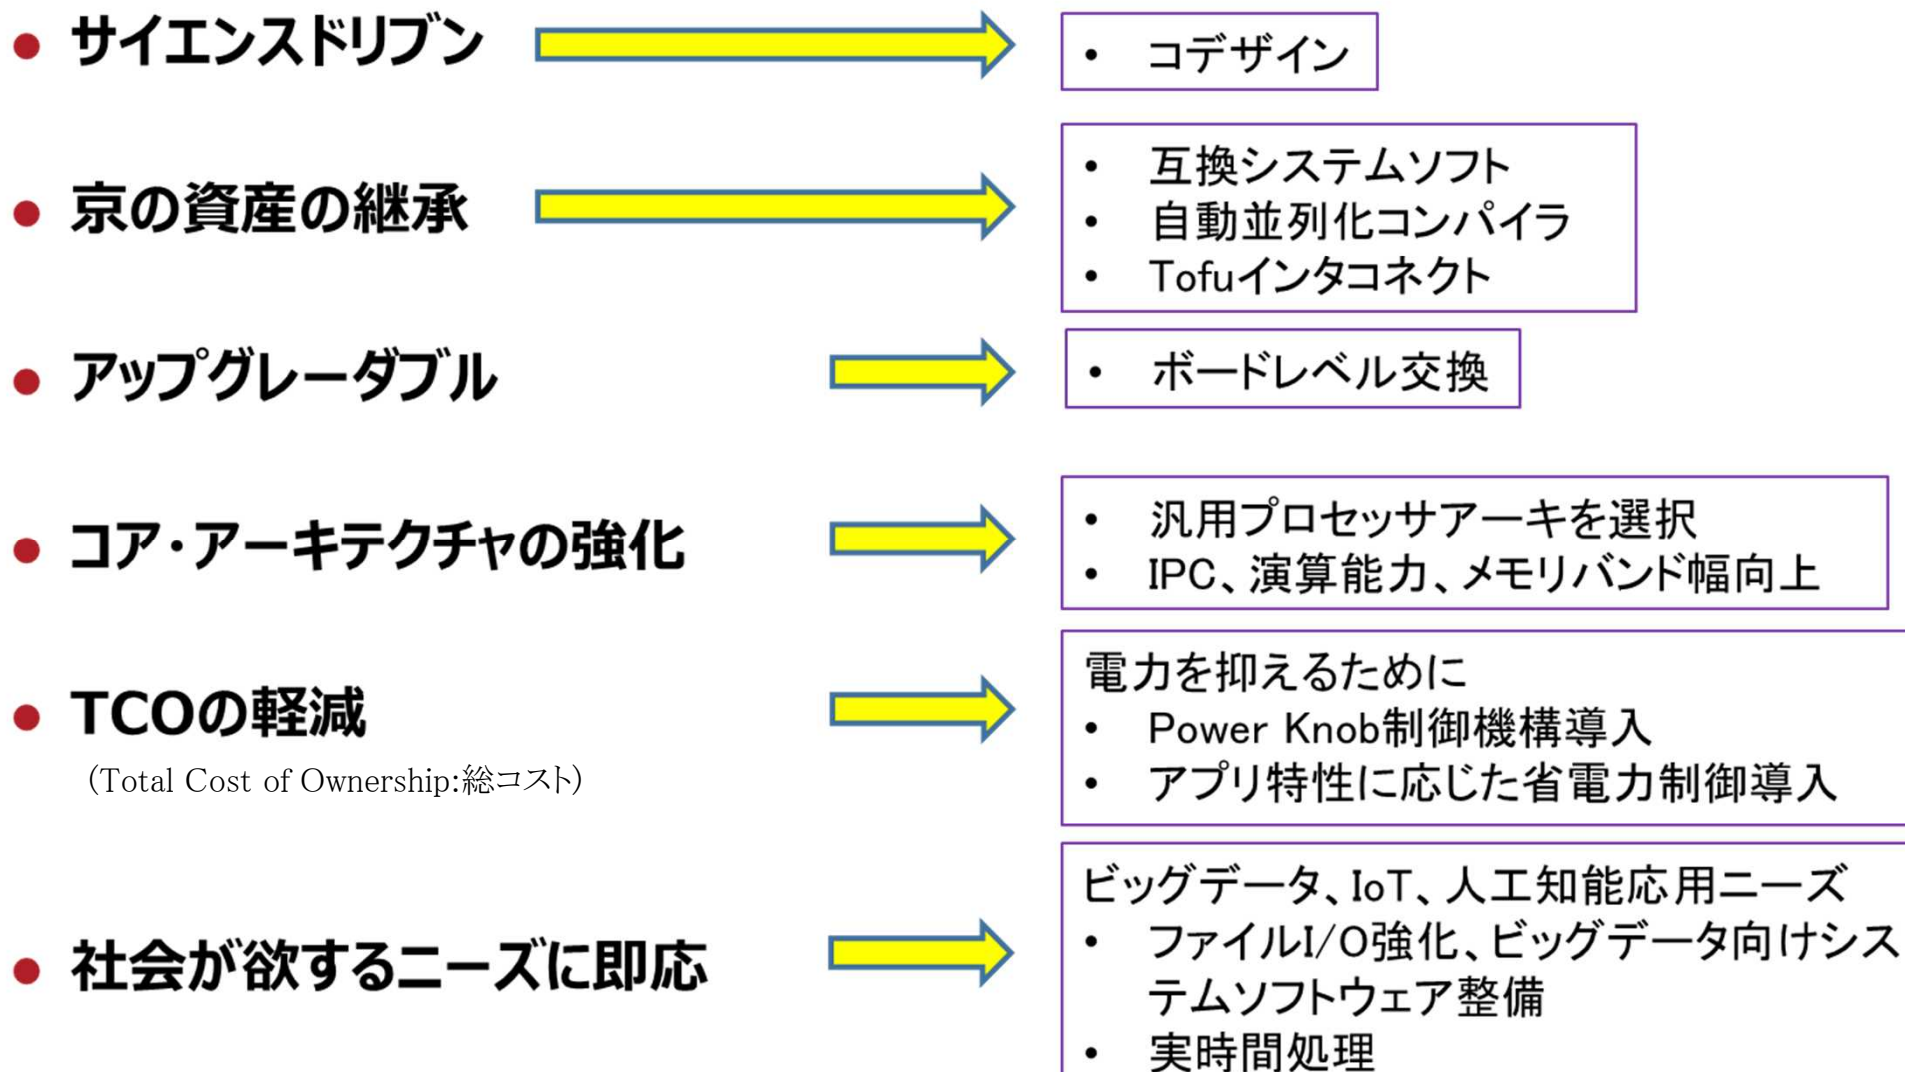 ● サイエンスドリブン
• コデザイン
● 京の資産の継承
• 互換システムソフト
• 自動並列化コンパイラ
• Tofuインタコネクト
● アップグレーダブル
• ボードレベル交換
● コア・アーキテクチャの強化
• 汎用プロセッサアーキを選択
• IPC、演算能力、メモリバンド幅向上
● TCOの軽減
(Total Cost of Ownership:総コスト)
電力を抑えるために
• Power Knob制御機構導入
• アプリ特性に応じた省電力制御導入
● 社会が欲するニーズに即応
ビッグデータ、IoT、人工知能応用ニーズ
• ファイルI/O強化、ビッグデータ向けシス
テムソフトウェア整備
• 実時間処理